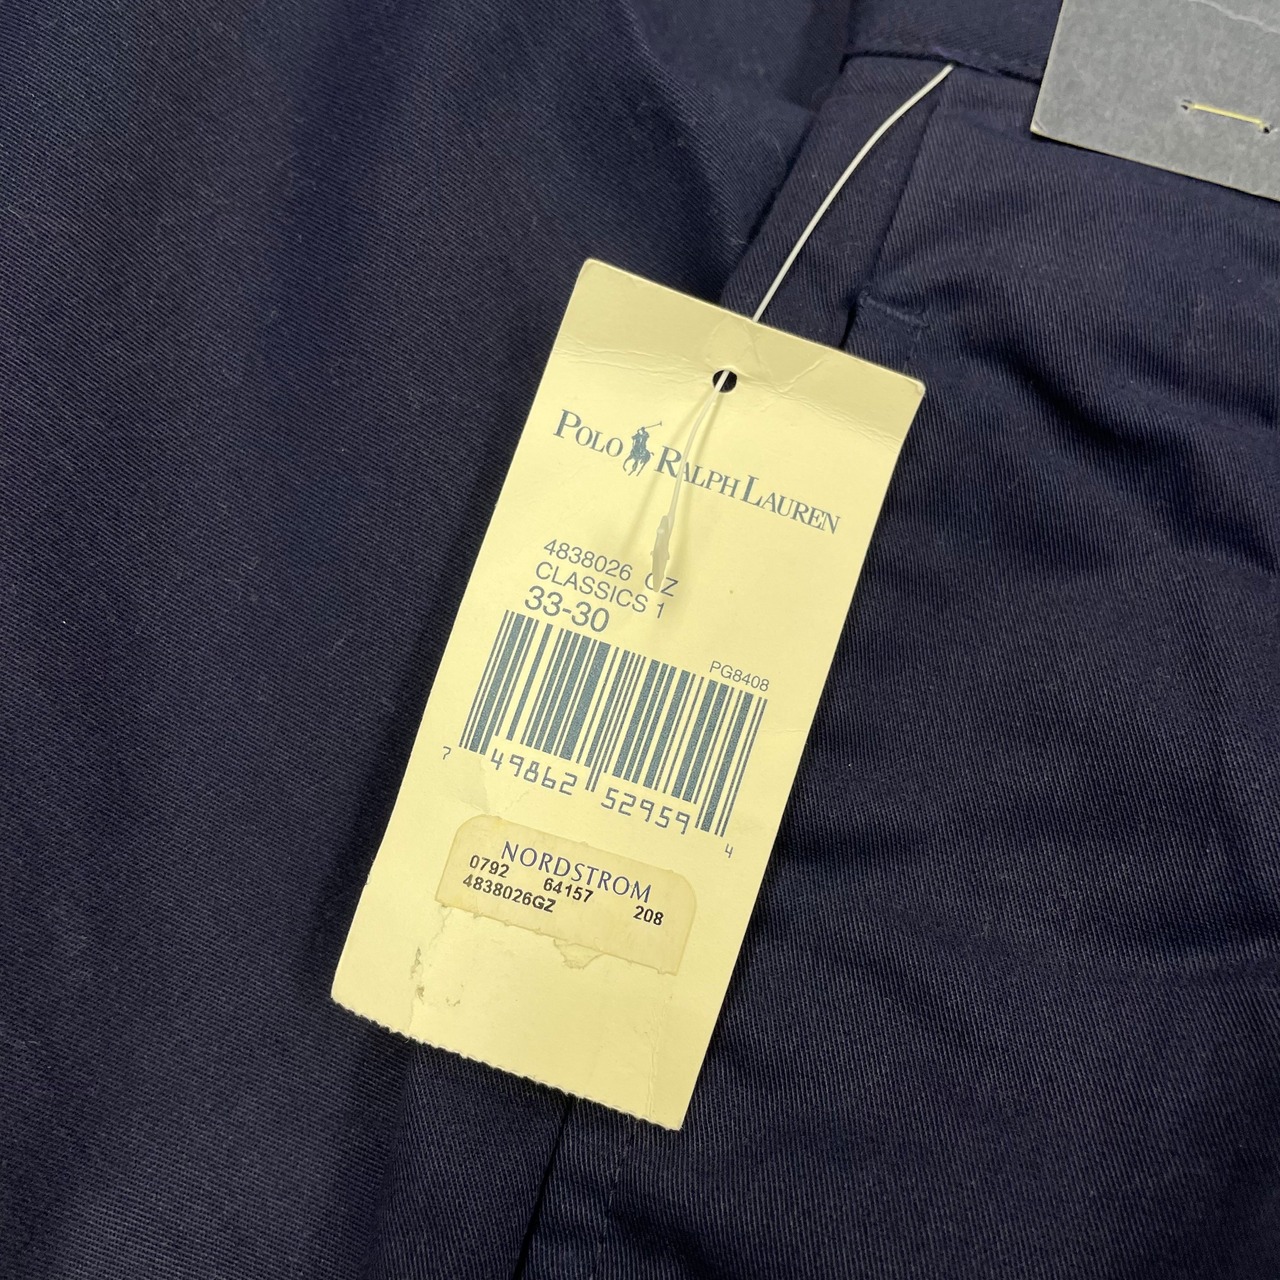 POLO RALPH LAUREN
4838026 GZ
CLASSICS 1
33-30
PG8408
7 49862 52959 4
NORDSTROM
0792 64157 208
4838026GZ